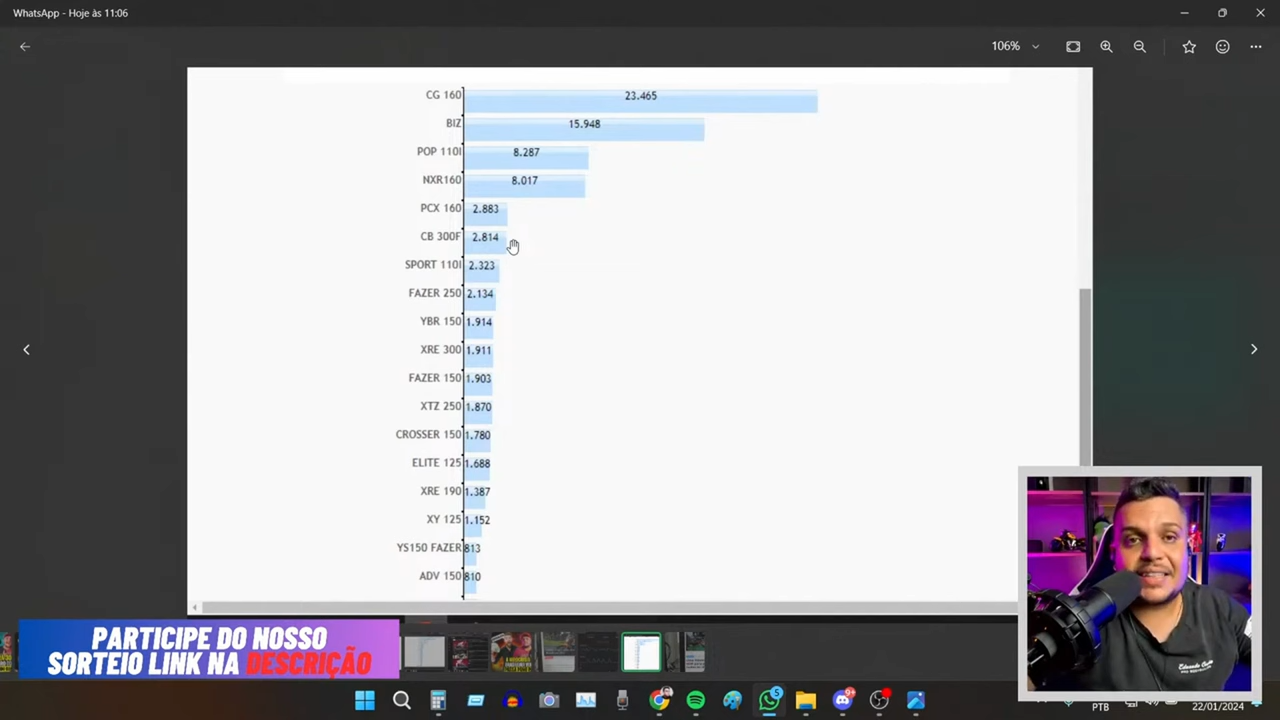 WhatsApp - Hoje às 11:06
106%
CG 160 23.465
BIZ 15.948
POP 110I 8.287
NXR160 8.017
PCX 160 2.883
CB 300F 2.814
SPORT 110I 2.323
FAZER 250 2.134
YBR 150 1.914
XRE 300 1.911
FAZER 150 1.903
XTZ 250 1.870
CROSSER 150 1.780
ELITE 125 1.688
XRE 190 1.387
XY 125 1.152
YS150 FAZER 813
ADV 150 810
PARTICIPE DO NOSSO
SORTEIO LINK NA DESCRIÇÃO
5
9+
PTB
22/01/2024